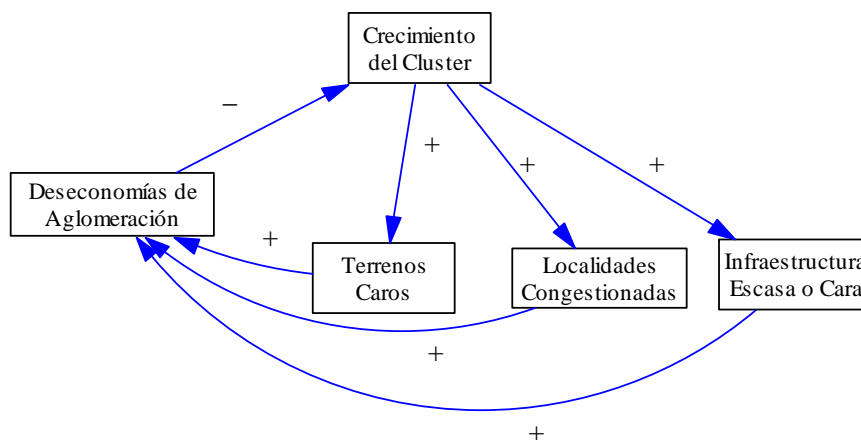 Crecimiento
del Cluster
−
+
+
+
Deseconomías de
Aglomeración
+
Terrenos
Caros
Localidades
Congestionadas
Infraestructura
Escasa o Cara
+
+